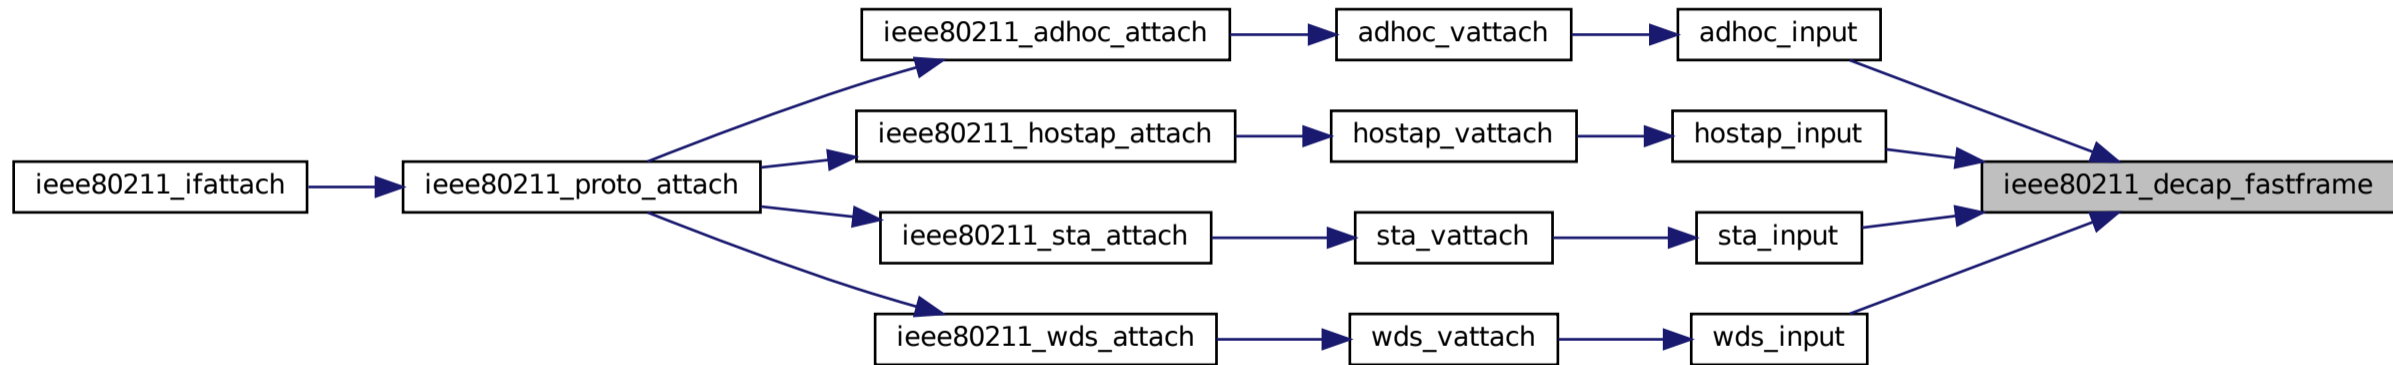 ieee80211_adhoc_attach
adhoc_vattach
adhoc_input
ieee80211_hostap_attach
hostap_vattach
hostap_input
ieee80211_ifattach
ieee80211_proto_attach
ieee80211_decap_fastframe
ieee80211_sta_attach
sta_vattach
sta_input
ieee80211_wds_attach
wds_vattach
wds_input